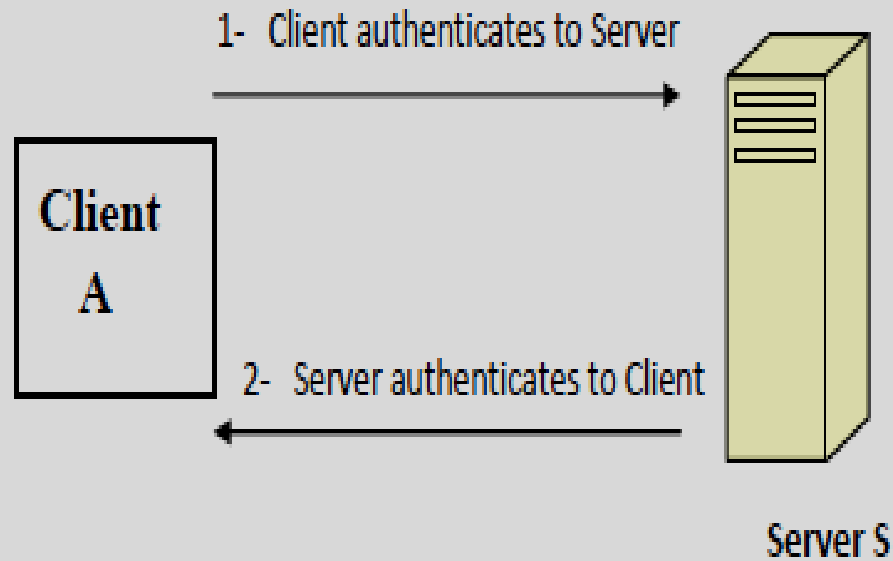 1- Client authenticates to Server
Client
A
2- Server authenticates to Client
Server S